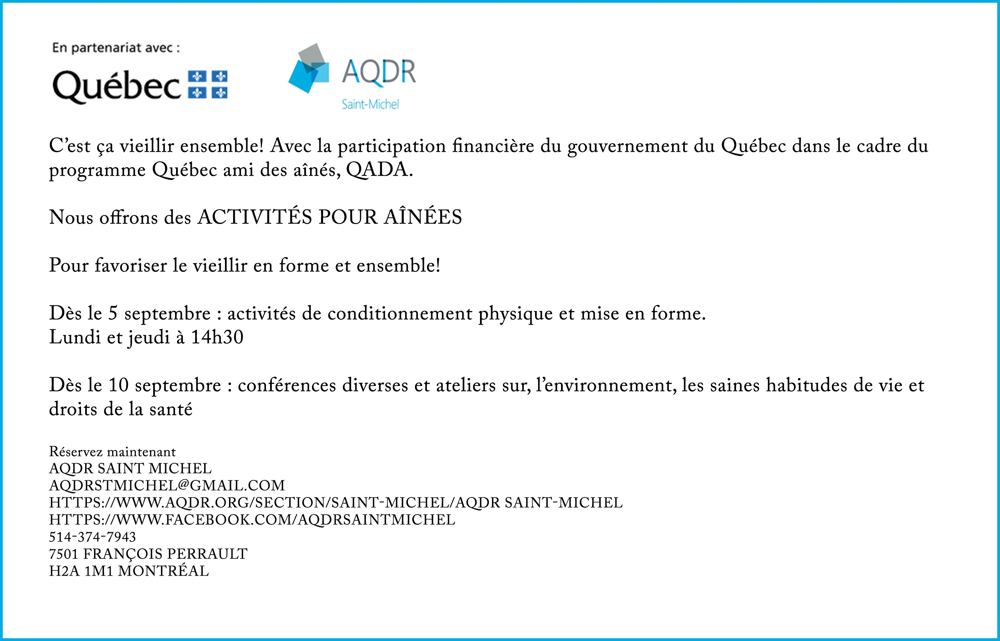 En partenariat avec :
Québec
AQDR
Saint-Michel
C’est ça vieillir ensemble! Avec la participation financière du gouvernement du Québec dans le cadre du
programme Québec ami des aînés, QADA.
Nous offrons des ACTIVITÉS POUR AÎNÉES
Pour favoriser le vieillir en forme et ensemble!
Dès le 5 septembre : activités de conditionnement physique et mise en forme.
Lundi et jeudi à 14h30
Dès le 10 septembre : conférences diverses et ateliers sur, l’environnement, les saines habitudes de vie et
droits de la santé
Réservez maintenant
AQDR SAINT MICHEL
AQDRSTMICHEL@GMAIL.COM
HTTPS://WWW.AQDR.ORG/SECTION/SAINT-MICHEL/AQDR SAINT-MICHEL
HTTPS://WWW.FACEBOOK.COM/AQDRSAINTMICHEL
514-374-7943
7501 FRANÇOIS PERRAULT
H2A 1M1 MONTRÉAL